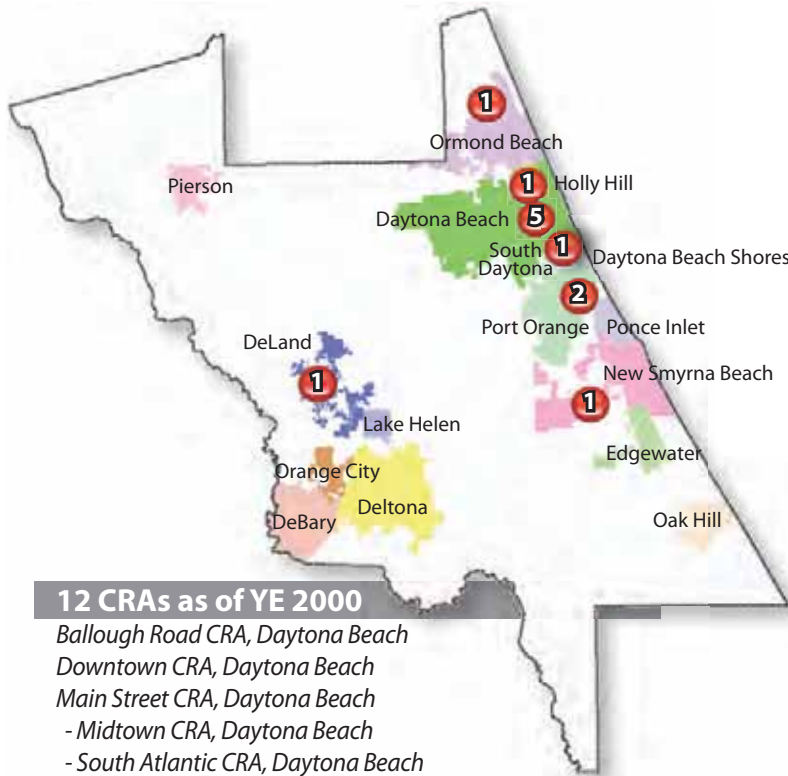 1
Ormond Beach
Pierson
1
Holly Hill
Daytona Beach
5
South
Daytona
1
Daytona Beach Shores
2
Port Orange
Ponce Inlet
DeLand
1
New Smyrna Beach
1
Lake Helen
Edgewater
Orange City
Deltona
DeBary
Oak Hill
12 CRAs as of YE 2000
Ballough Road CRA, Daytona Beach
Downtown CRA, Daytona Beach
Main Street CRA, Daytona Beach
- Midtown CRA, Daytona Beach
- South Atlantic CRA, Daytona Beach